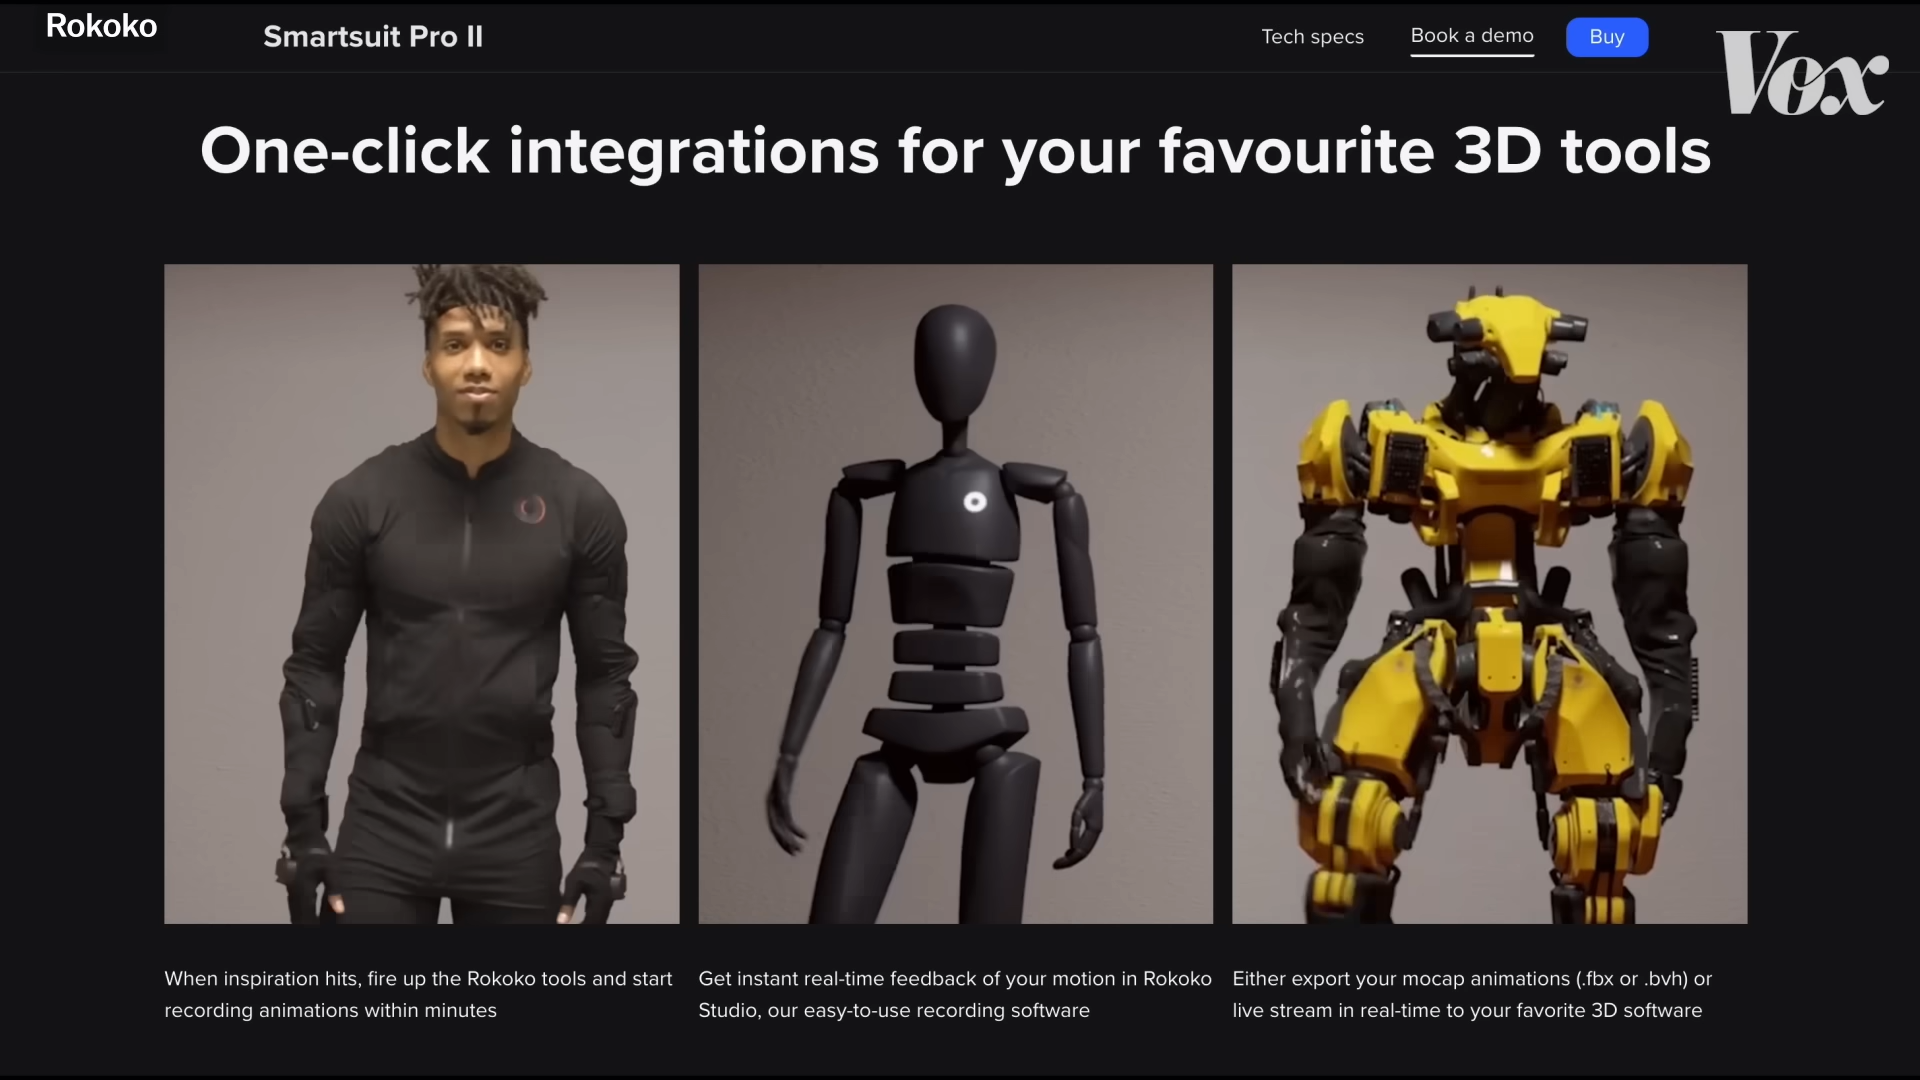 Rokoko
Smartsuit Pro II
Tech specs
Book a demo
Buy
Vox
One-click integrations for your favourite 3D tools
When inspiration hits, fire up the Rokoko tools and start
recording animations within minutes
Get instant real-time feedback of your motion in Rokoko
Studio, our easy-to-use recording software
Either export your mocap animations (.fbx or .bvh) or
live stream in real-time to your favorite 3D software